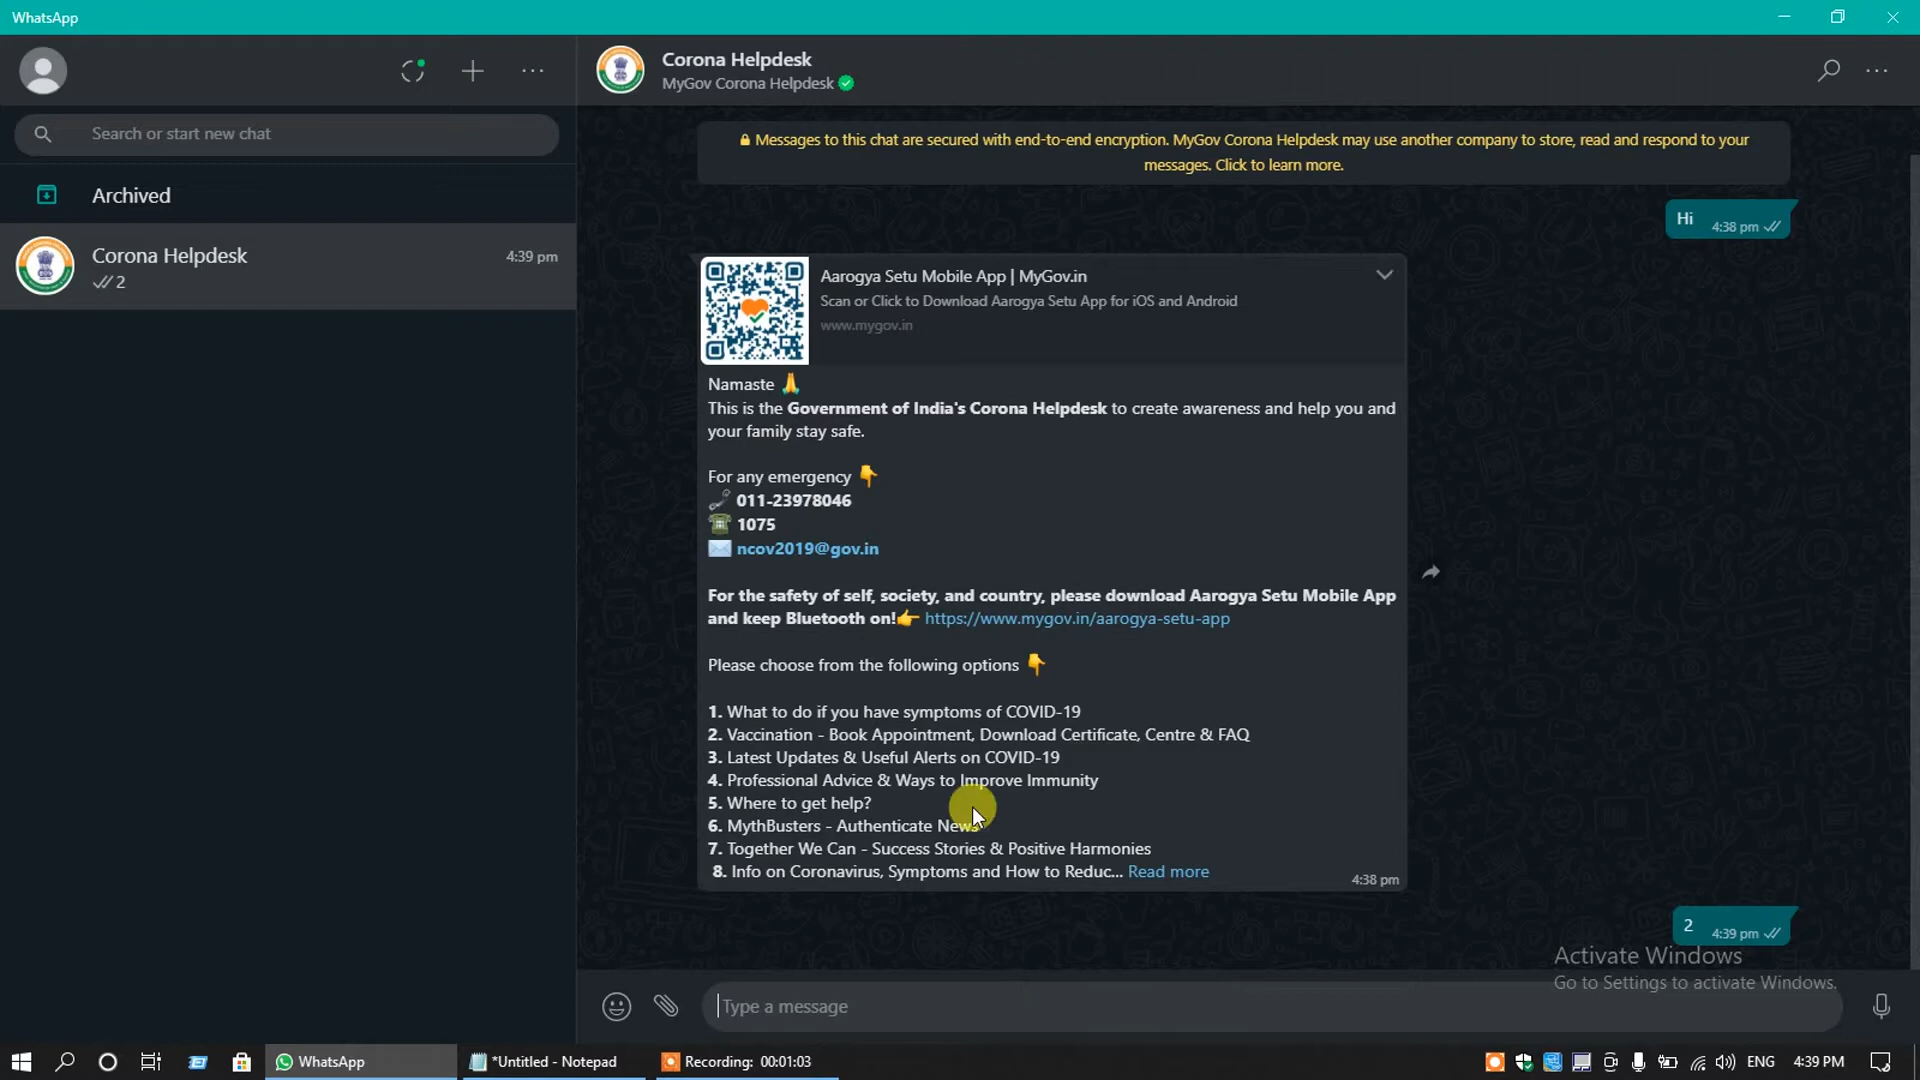 WhatsApp
Search or start new chat
Archived
Corona Helpdesk
4:39 pm
2
Corona Helpdesk
MyGov Corona Helpdesk
Messages to this chat are secured with end-to-end encryption. MyGov Corona Helpdesk may use another company to store, read and respond to your
messages. Click to learn more.
Hi 4:38 pm
Aarogya Setu Mobile App | MyGov.in
Scan or Click to Download Aarogya Setu App for iOS and Android
www.mygov.in
Namaste 🙏
This is the Government of India's Corona Helpdesk to create awareness and help you and
your family stay safe.
For any emergency 👇
011-23978046
1075
ncov2019@gov.in
For the safety of self, society, and country, please download Aarogya Setu Mobile App
and keep Bluetooth on!👉 https://www.mygov.in/aarogya-setu-app
Please choose from the following options 👇
1. What to do if you have symptoms of COVID-19
2. Vaccination - Book Appointment, Download Certificate, Centre & FAQ
3. Latest Updates & Useful Alerts on COVID-19
4. Professional Advice & Ways to Improve Immunity
5. Where to get help?
6. MythBusters - Authenticate News
7. Together We Can - Success Stories & Positive Harmonies
8. Info on Coronavirus, Symptoms and How to Reduc... Read more
4:38 pm
2 4:39 pm
Activate Windows
Go to Settings to activate Windows.
Type a message
WhatsApp
*Untitled - Notepad
Recording: 00:01:03
ENG
4:39 PM